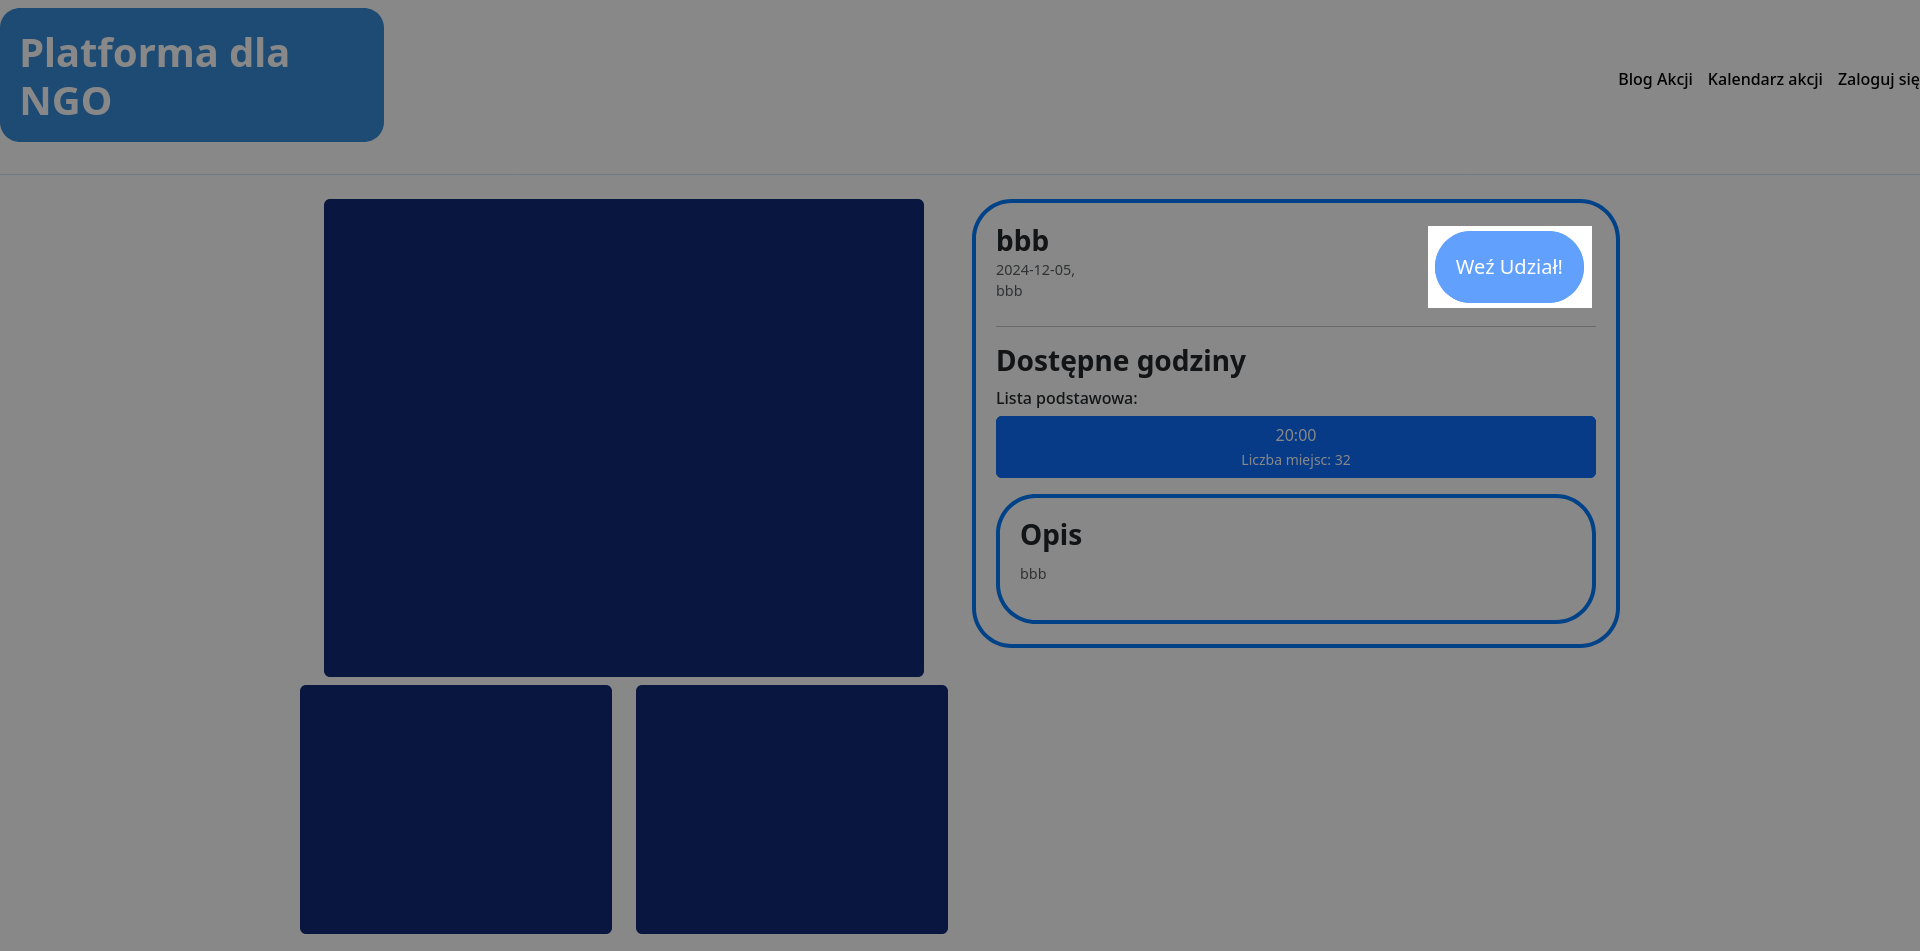 Platforma dla
NGO
Blog Akcji Kalendarz akcji Zaloguj się
bbb
2024-12-05,
bbb
Weź Udział!
Dostępne godziny
Lista podstawowa:
20:00
Liczba miejsc: 32
Opis
bbb